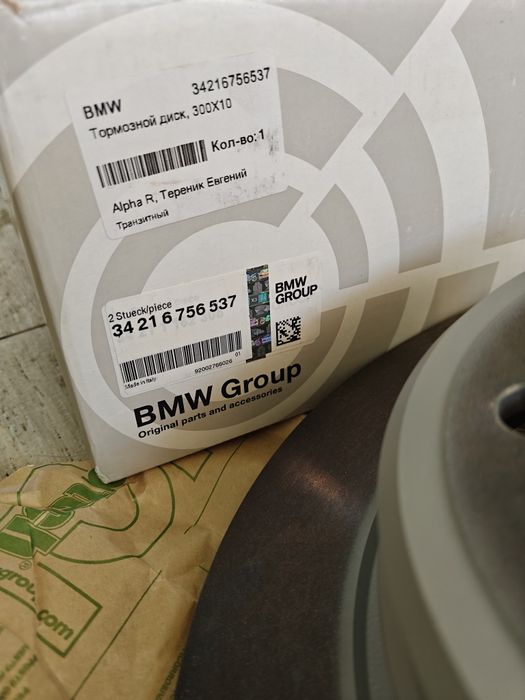 BMW
34216756537
Тормозной диск, 300X10
Кол-во: 1
Alpha R, Тереник Евгений
Транзитный
2 Stueck/piece
34 21 6 756 537
BMW
GROUP
92002766026 01
Made in Italy
BMW Group
Original parts and accessories
.com